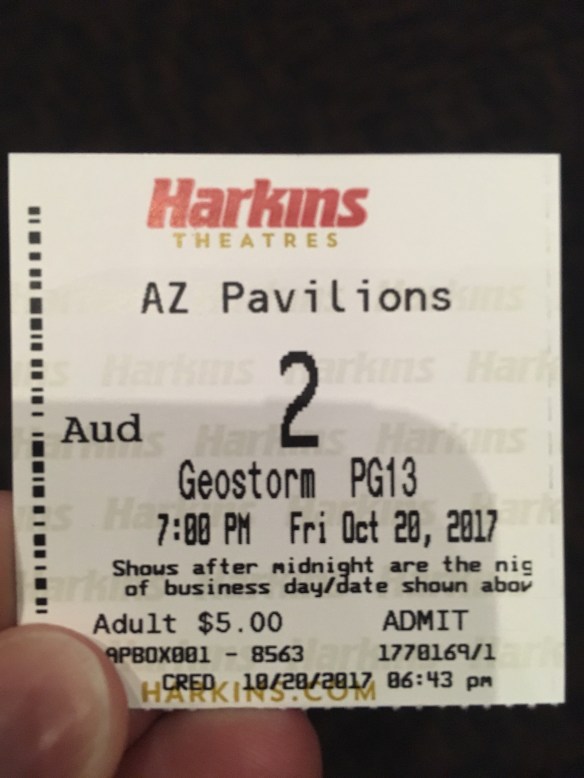 Harkins
THEATRES
AZ Pavilions
Aud 2
Geostorm PG13
7:00 PM Fri Oct 20, 2017
Shows after midnight are the nig
of business day/date shown abov
Adult $5.00 ADMIT
APBOX001 - 8563 1770169/1
CRED 10/20/2017 06:43 pm
HARKINS.COM